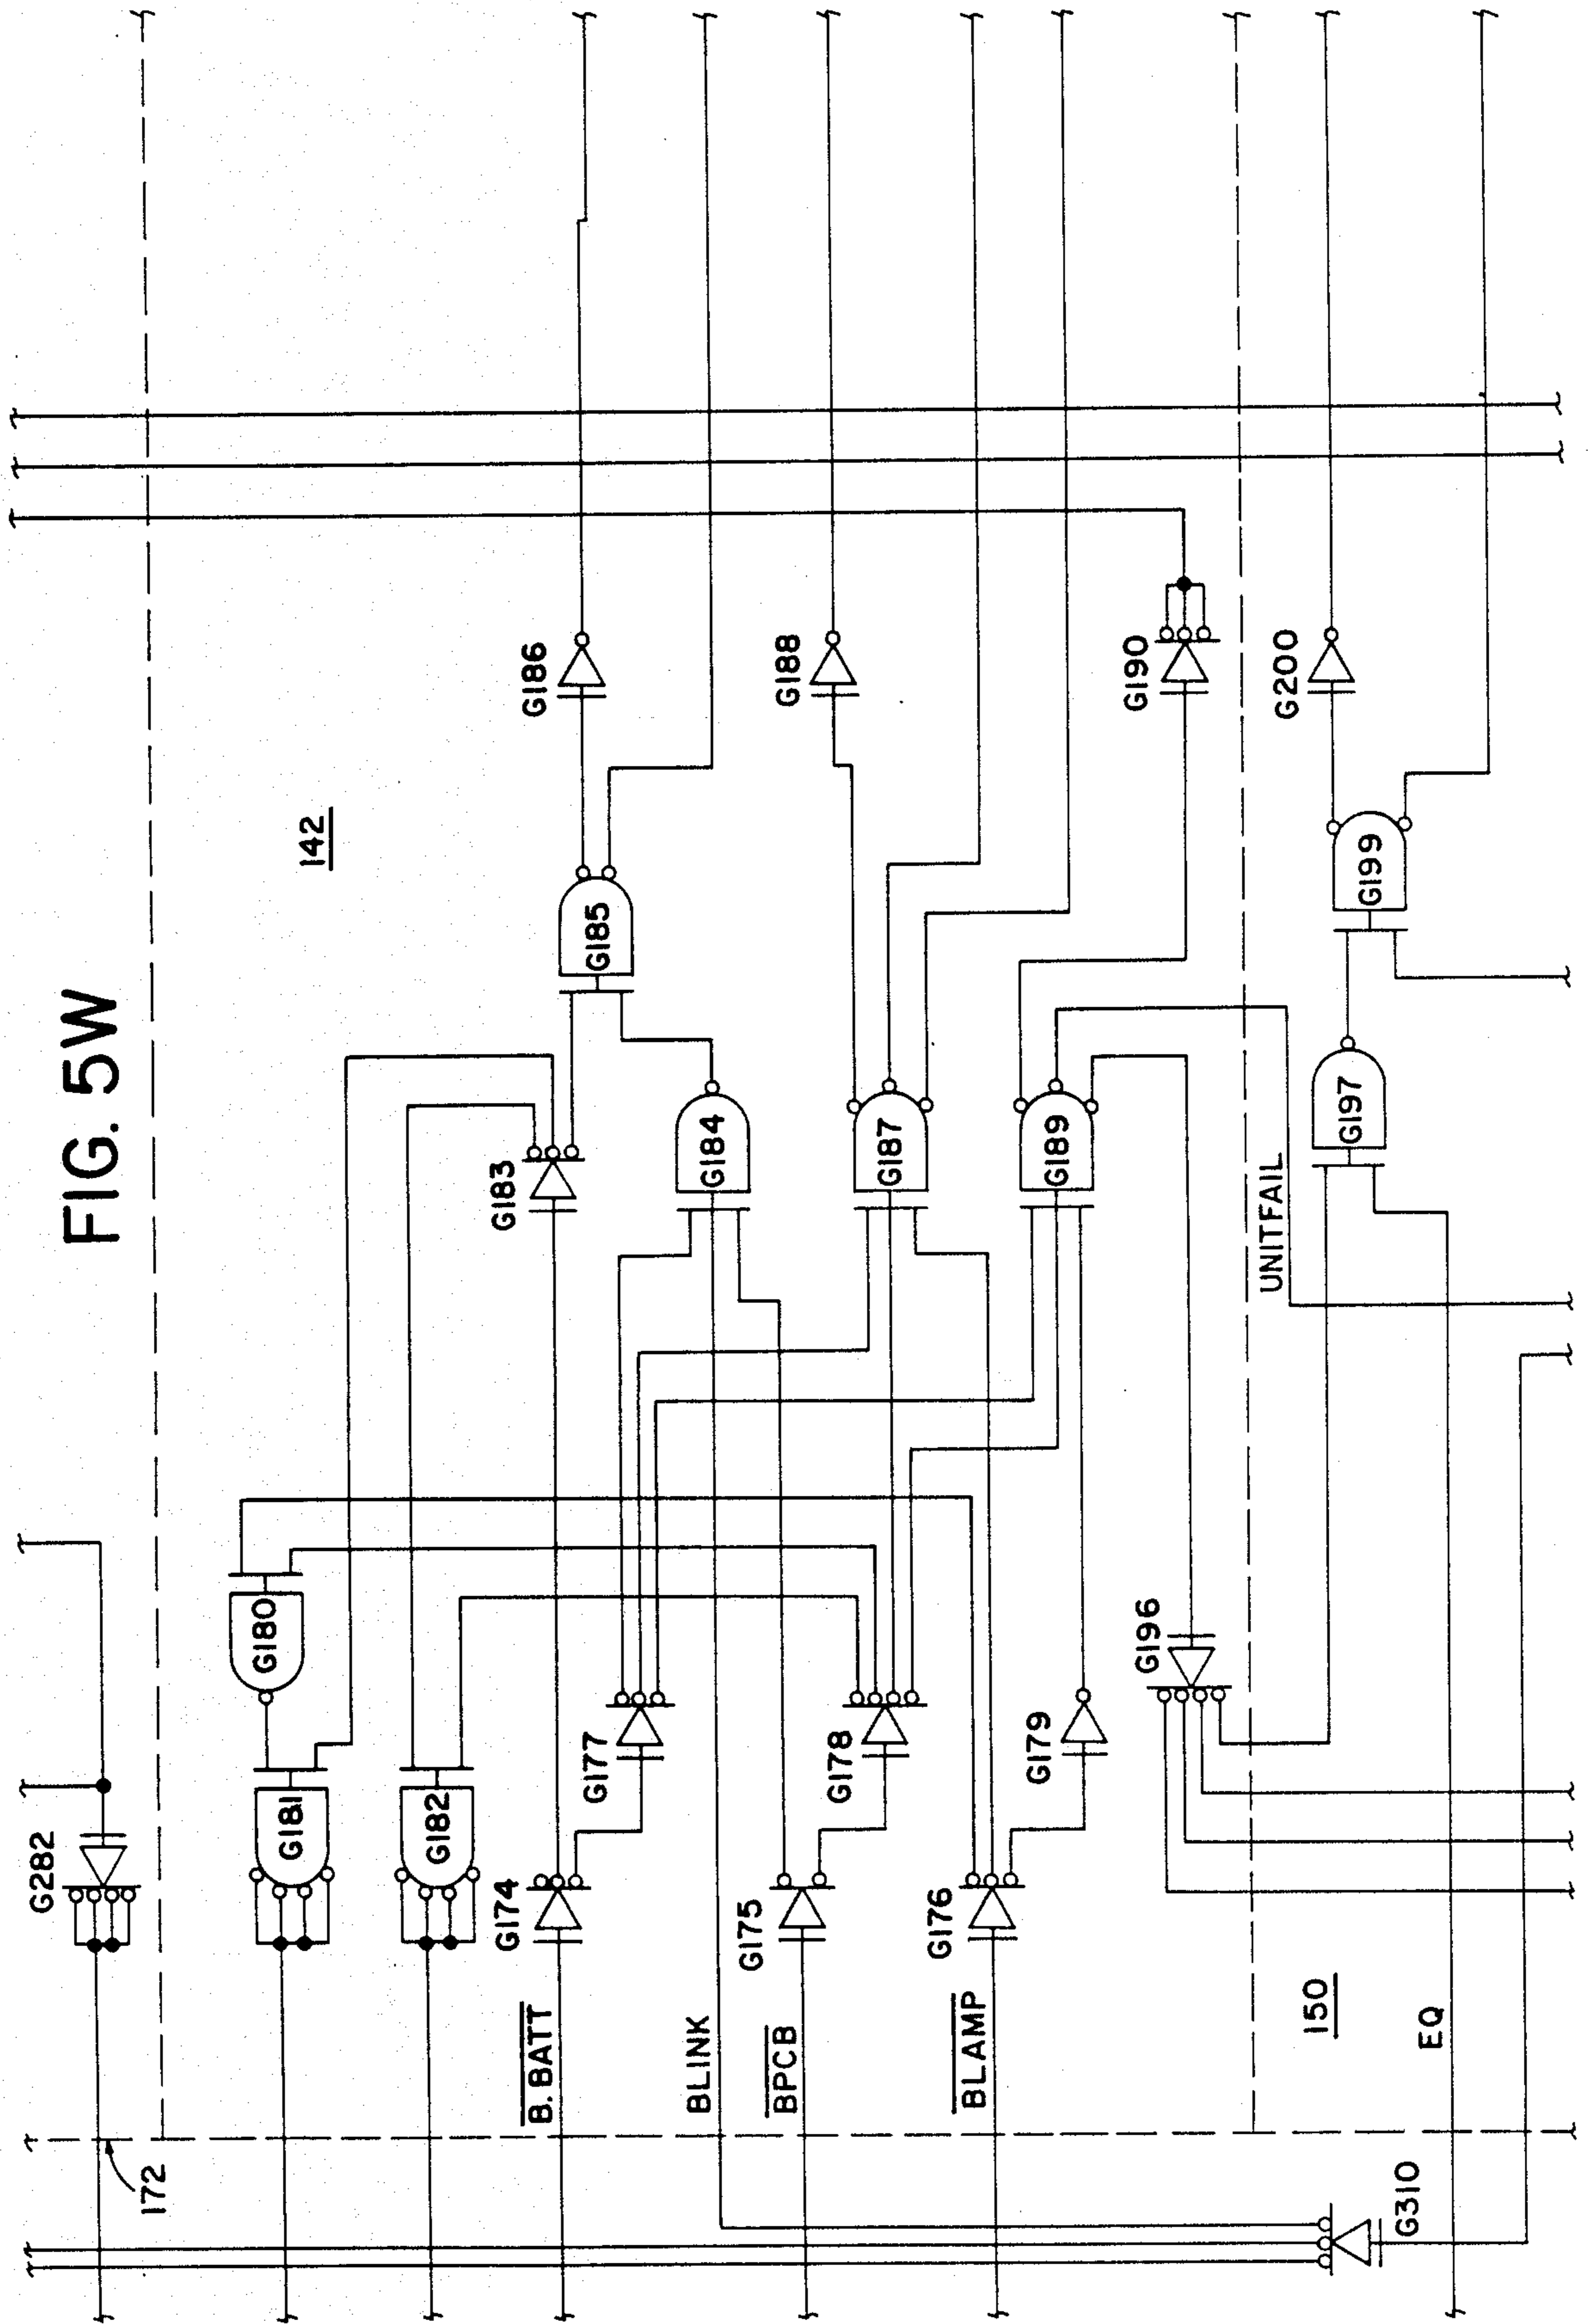 FIG. 5W
G282
142
G180
G181
G182
G183
G185
G186
G174
G177
G184
B.BATT
BLINK
G175
G178
G187
G188
BPCB
G176
G179
G189
G190
BLAMP
G196
UNITFAIL
G197
G199
G200
150
EQ
172
G310